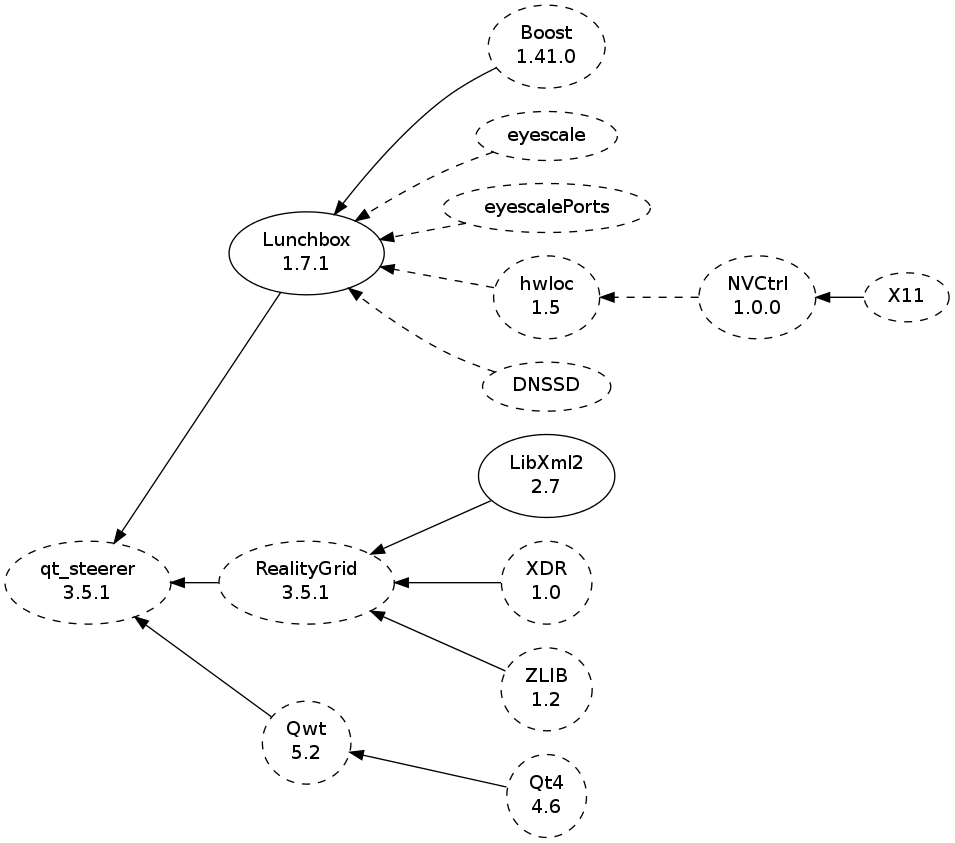 Boost
1.41.0
eyescale
eyescalePorts
Lunchbox
1.7.1
hwloc
1.5
NVCtrl
1.0.0
X11
DNSSD
LibXml2
2.7
qt_steerer
3.5.1
RealityGrid
3.5.1
XDR
1.0
ZLIB
1.2
Qwt
5.2
Qt4
4.6